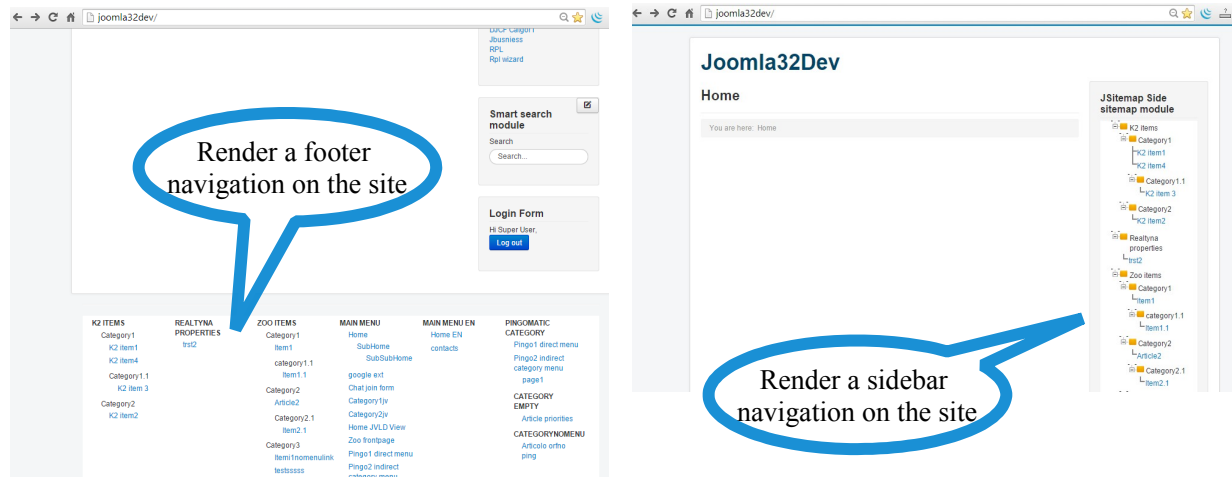 joomla32dev/
Jbusniess
RPL
Rpl wizard
Smart search
module
Search
Search...
Login Form
Hi Super User,
Log out
Render a footer
navigation on the site
K2 ITEMS
Category1
K2 item1
K2 item4
Category1.1
K2 item 3
Category2
K2 item2
REALTYNA
PROPERTIES
trst2
ZOO ITEMS
Category1
Item1
category1.1
Item1.1
Category2
Article2
Category2.1
Item2.1
Category3
Itemi1nomenulink
testsssss
MAIN MENU
Home
SubHome
SubSubHome
google ext
Chat join form
Category1jv
Category2jv
Home JVLD View
Zoo frontpage
Pingo1 direct menu
Pingo2 indirect
category menu
MAIN MENU EN
Home EN
contacts
PINGOMATIC
CATEGORY
Pingo1 direct menu
Pingo2 indirect
category menu
page1
CATEGORY
EMPTY
Article priorities
CATEGORYNOMENU
Articolo orfno
ping
joomla32dev/
Joomla32Dev
Home
You are here: Home
JSitemap Side
sitemap module
K2 items
Category1
K2 item1
K2 item4
Category1.1
K2 item 3
Category2
K2 item2
Realtyna
properties
trst2
Zoo items
Category1
Item1
category1.1
Item1.1
Category2
Article2
Category2.1
Item2.1
Render a sidebar
navigation on the site